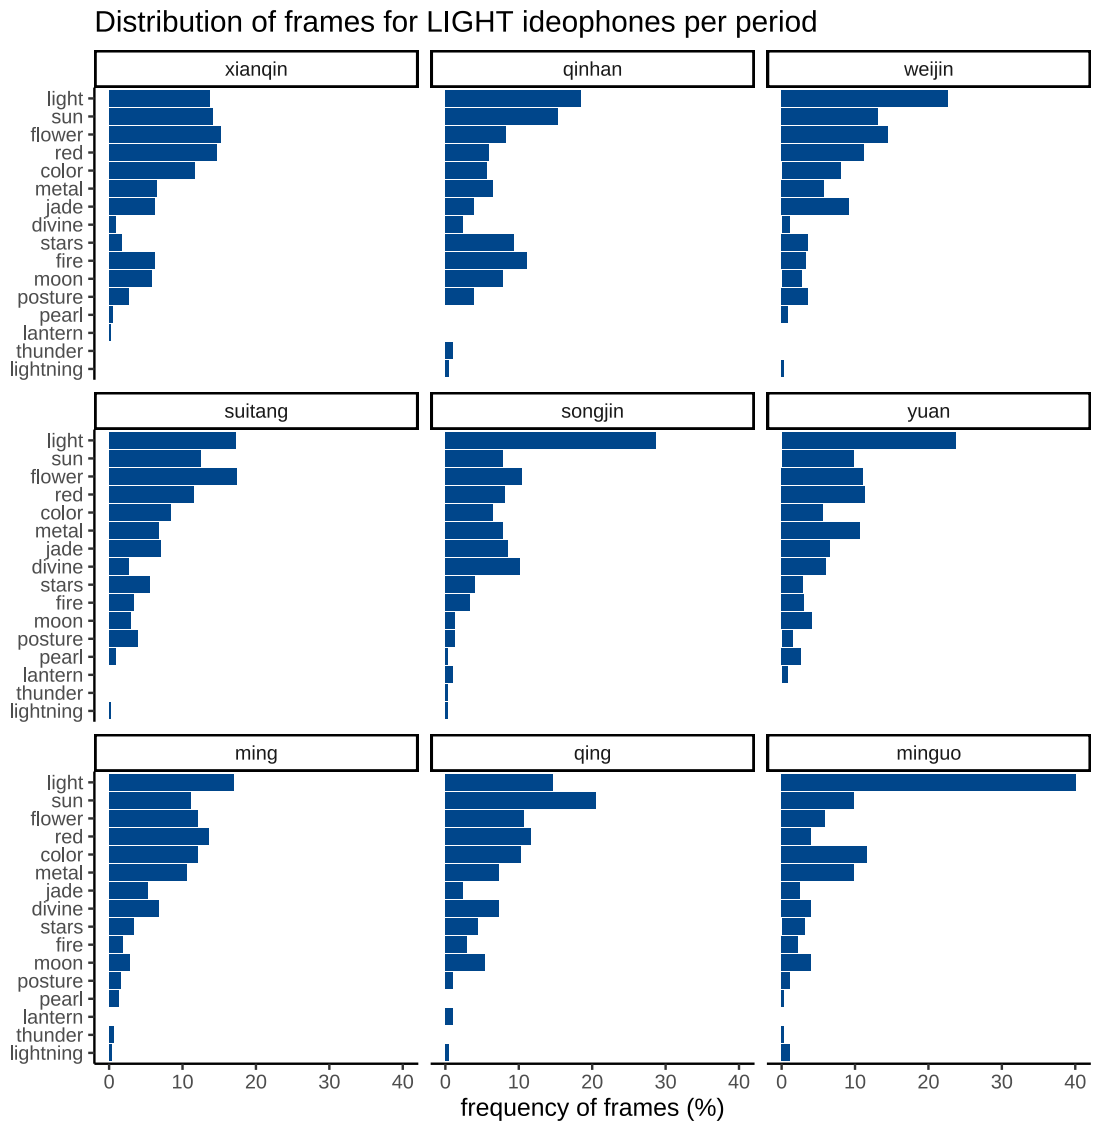 Distribution of frames for LIGHT ideophones per period
xianqin
qinhan
weijin
light
sun
flower
red
color
metal
jade
divine
stars
fire
moon
posture
pearl
lantern
thunder
lightning
suitang
songjin
yuan
light
sun
flower
red
color
metal
jade
divine
stars
fire
moon
posture
pearl
lantern
thunder
lightning
ming
qing
minguo
light
sun
flower
red
color
metal
jade
divine
stars
fire
moon
posture
pearl
lantern
thunder
lightning
0 10 20 30 40
0 10 20 30 40
0 10 20 30 40
frequency of frames (%)